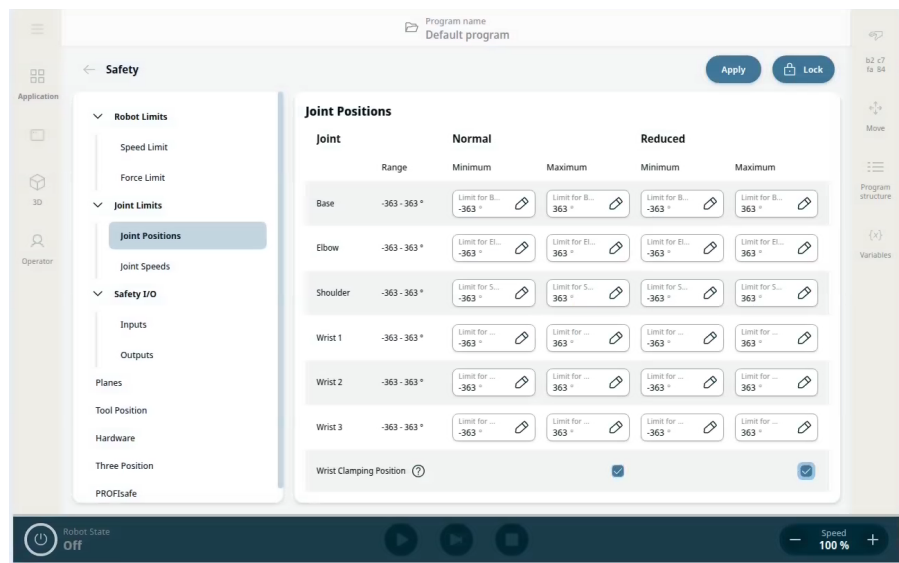 Program name
Default program
Safety
Apply
Lock
b2 c7
fa 84
Application
3D
Operator
Move
Program
structure
{x}
Variables
Robot Limits
Speed Limit
Force Limit
Joint Limits
Joint Positions
Joint Speeds
Safety I/O
Inputs
Outputs
Planes
Tool Position
Hardware
Three Position
PROFIsafe
Joint Positions
Joint Normal Reduced
Range Minimum Maximum Minimum Maximum
Limit for B... Limit for B... Limit for B... Limit for B...
Base -363 - 363 ° -363 ° 363 ° -363 ° 363 °
Limit for El... Limit for El... Limit for El... Limit for El...
Elbow -363 - 363 ° -363 ° 363 ° -363 ° 363 °
Limit for S... Limit for S... Limit for S... Limit for S...
Shoulder -363 - 363 ° -363 ° 363 ° -363 ° 363 °
Limit for ... Limit for ... Limit for ... Limit for ...
Wrist 1 -363 - 363 ° -363 ° 363 ° -363 ° 363 °
Limit for ... Limit for ... Limit for ... Limit for ...
Wrist 2 -363 - 363 ° -363 ° 363 ° -363 ° 363 °
Limit for ... Limit for ... Limit for ... Limit for ...
Wrist 3 -363 - 363 ° -363 ° 363 ° -363 ° 363 °
Wrist Clamping Position ?
Robot State
Off
Speed
100 %